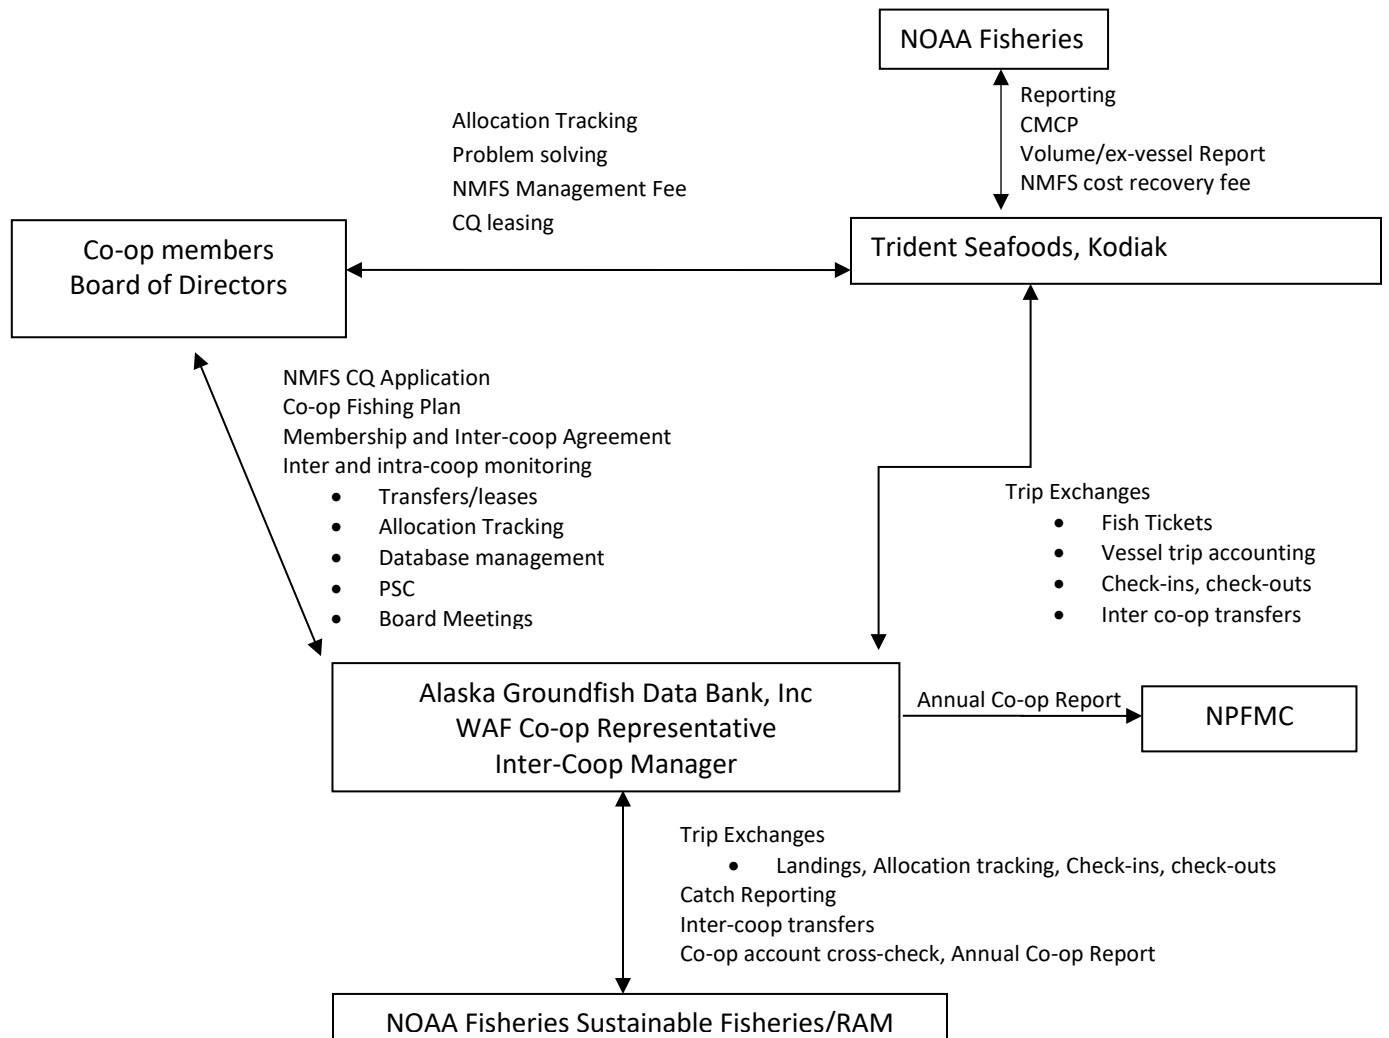 NOAA Fisheries
Reporting
CMCP
Volume/ex-vessel Report
NMFS cost recovery fee
Allocation Tracking
Problem solving
NMFS Management Fee
CQ leasing
Co-op members
Board of Directors
Trident Seafoods, Kodiak
NMFS CQ Application
Co-op Fishing Plan
Membership and Inter-coop Agreement
Inter and intra-coop monitoring
• Transfers/leases
• Allocation Tracking
• Database management
• PSC
• Board Meetings
Trip Exchanges
• Fish Tickets
• Vessel trip accounting
• Check-ins, check-outs
• Inter co-op transfers
Alaska Groundfish Data Bank, Inc
WAF Co-op Representative
Inter-Coop Manager
Annual Co-op Report
NPFMC
Trip Exchanges
• Landings, Allocation tracking, Check-ins, check-outs
Catch Reporting
Inter-coop transfers
Co-op account cross-check, Annual Co-op Report
NOAA Fisheries Sustainable Fisheries/RAM